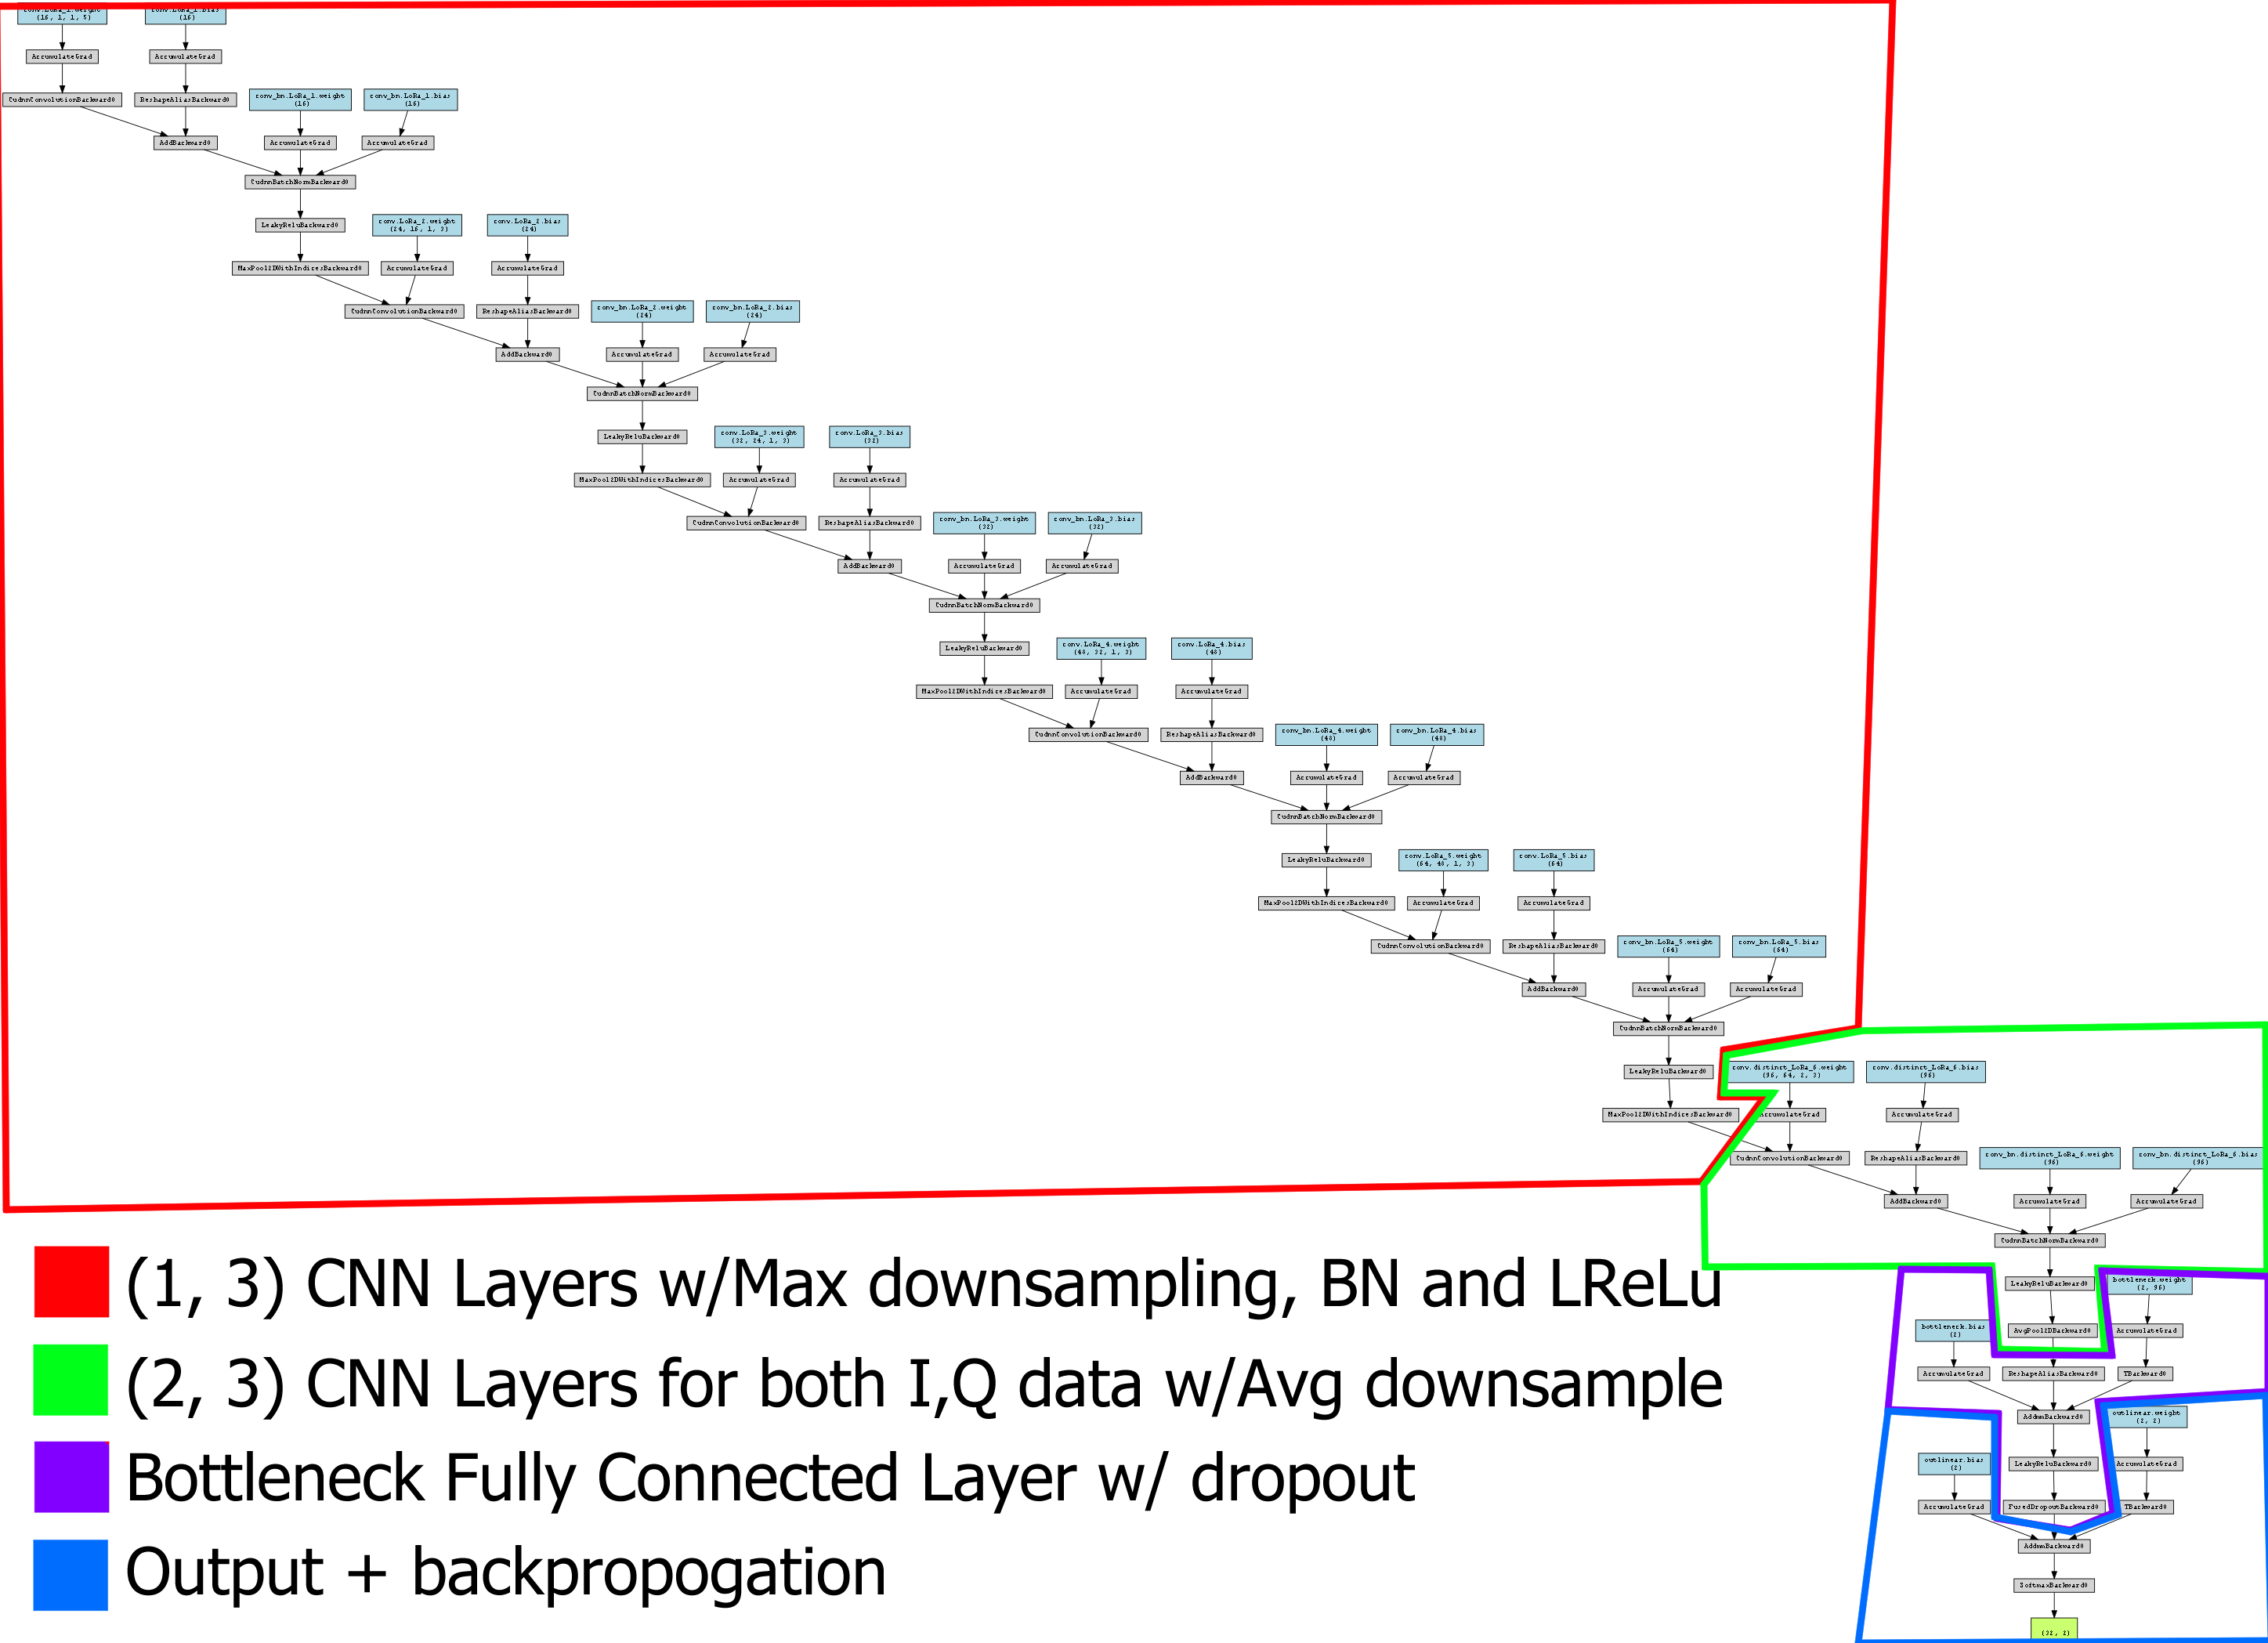 conv.LoRa_1.weight
(16, 1, 1, 5)
conv.LoRa_1.bias
(16)
AccumulateGrad
AccumulateGrad
CudnnConvolutionBackward0
ReshapeAliasBackward0
conv_bn.LoRa_1.weight
(16)
conv_bn.LoRa_1.bias
(16)
AddBackward0
AccumulateGrad
AccumulateGrad
CudnnBatchNormBackward0
LeakyReluBackward0
conv.LoRa_2.weight
(24, 16, 1, 3)
conv.LoRa_2.bias
(24)
MaxPool2DWithIndicesBackward0
AccumulateGrad
AccumulateGrad
CudnnConvolutionBackward0
ReshapeAliasBackward0
conv_bn.LoRa_2.weight
(24)
conv_bn.LoRa_2.bias
(24)
AddBackward0
AccumulateGrad
AccumulateGrad
CudnnBatchNormBackward0
LeakyReluBackward0
conv.LoRa_3.weight
(32, 24, 1, 3)
conv.LoRa_3.bias
(32)
MaxPool2DWithIndicesBackward0
AccumulateGrad
AccumulateGrad
CudnnConvolutionBackward0
ReshapeAliasBackward0
conv_bn.LoRa_3.weight
(32)
conv_bn.LoRa_3.bias
(32)
AddBackward0
AccumulateGrad
AccumulateGrad
CudnnBatchNormBackward0
LeakyReluBackward0
conv.LoRa_4.weight
(48, 32, 1, 3)
conv.LoRa_4.bias
(48)
MaxPool2DWithIndicesBackward0
AccumulateGrad
AccumulateGrad
CudnnConvolutionBackward0
ReshapeAliasBackward0
conv_bn.LoRa_4.weight
(48)
conv_bn.LoRa_4.bias
(48)
AddBackward0
AccumulateGrad
AccumulateGrad
CudnnBatchNormBackward0
LeakyReluBackward0
conv.LoRa_5.weight
(64, 48, 1, 3)
conv.LoRa_5.bias
(64)
MaxPool2DWithIndicesBackward0
AccumulateGrad
AccumulateGrad
CudnnConvolutionBackward0
ReshapeAliasBackward0
conv_bn.LoRa_5.weight
(64)
conv_bn.LoRa_5.bias
(64)
AddBackward0
AccumulateGrad
AccumulateGrad
CudnnBatchNormBackward0
LeakyReluBackward0
conv.distinct_LoRa_6.weight
(96, 64, 2, 3)
conv.distinct_LoRa_6.bias
(96)
MaxPool2DWithIndicesBackward0
AccumulateGrad
AccumulateGrad
CudnnConvolutionBackward0
ReshapeAliasBackward0
conv_bn.distinct_LoRa_6.weight
(96)
conv_bn.distinct_LoRa_6.bias
(96)
AddBackward0
AccumulateGrad
AccumulateGrad
CudnnBatchNormBackward0
LeakyReluBackward0
bottleneck.weight
(2, 96)
bottleneck.bias
(2)
AvgPool2DBackward0
AccumulateGrad
AccumulateGrad
ReshapeAliasBackward0
TBackward0
AddmmBackward0
outlinear.weight
(2, 2)
outlinear.bias
(2)
LeakyReluBackward0
AccumulateGrad
AccumulateGrad
FusedDropoutBackward0
TBackward0
AddmmBackward0
SoftmaxBackward0
(32, 2)
(1, 3) CNN Layers w/Max downsampling, BN and LReLu
(2, 3) CNN Layers for both I,Q data w/Avg downsample
Bottleneck Fully Connected Layer w/ dropout
Output + backpropogation